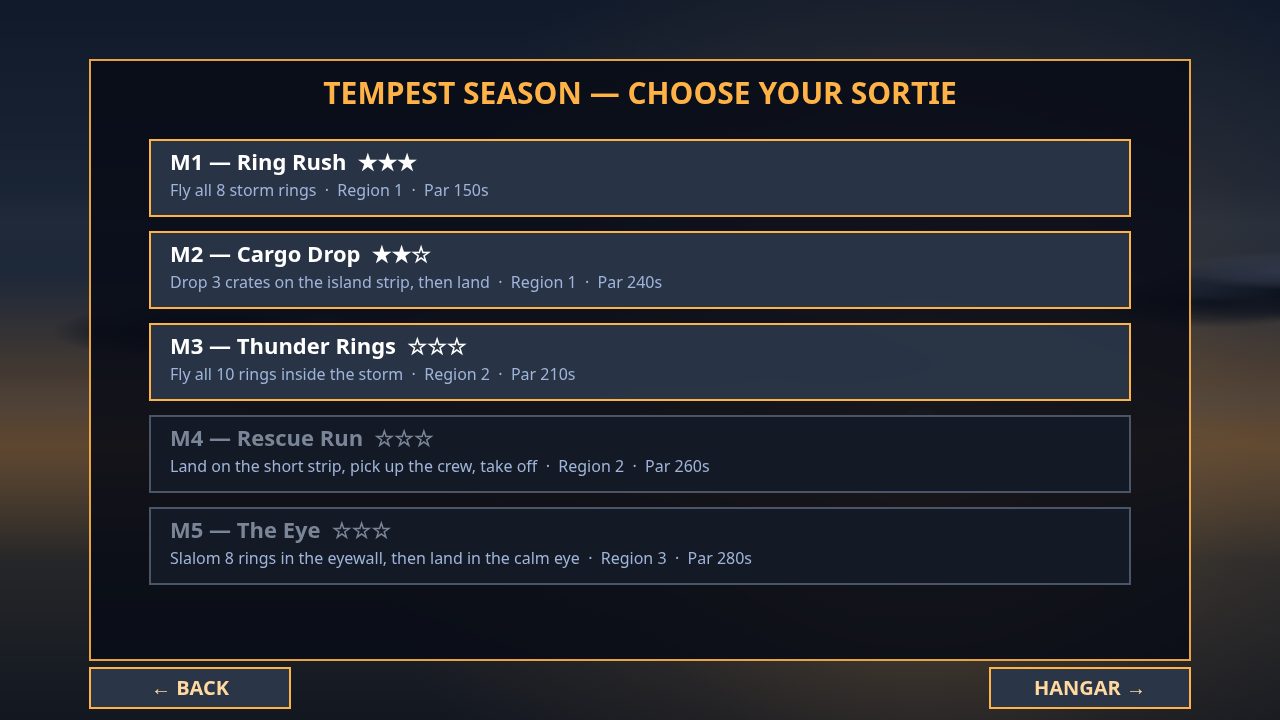 TEMPEST SEASON — CHOOSE YOUR SORTIE
M1 — Ring Rush ★★★
Fly all 8 storm rings · Region 1 · Par 150s
M2 — Cargo Drop ★★☆
Drop 3 crates on the island strip, then land · Region 1 · Par 240s
M3 — Thunder Rings ☆☆☆
Fly all 10 rings inside the storm · Region 2 · Par 210s
M4 — Rescue Run ☆☆☆
Land on the short strip, pick up the crew, take off · Region 2 · Par 260s
M5 — The Eye ☆☆☆
Slalom 8 rings in the eyewall, then land in the calm eye · Region 3 · Par 280s
← BACK
HANGAR →